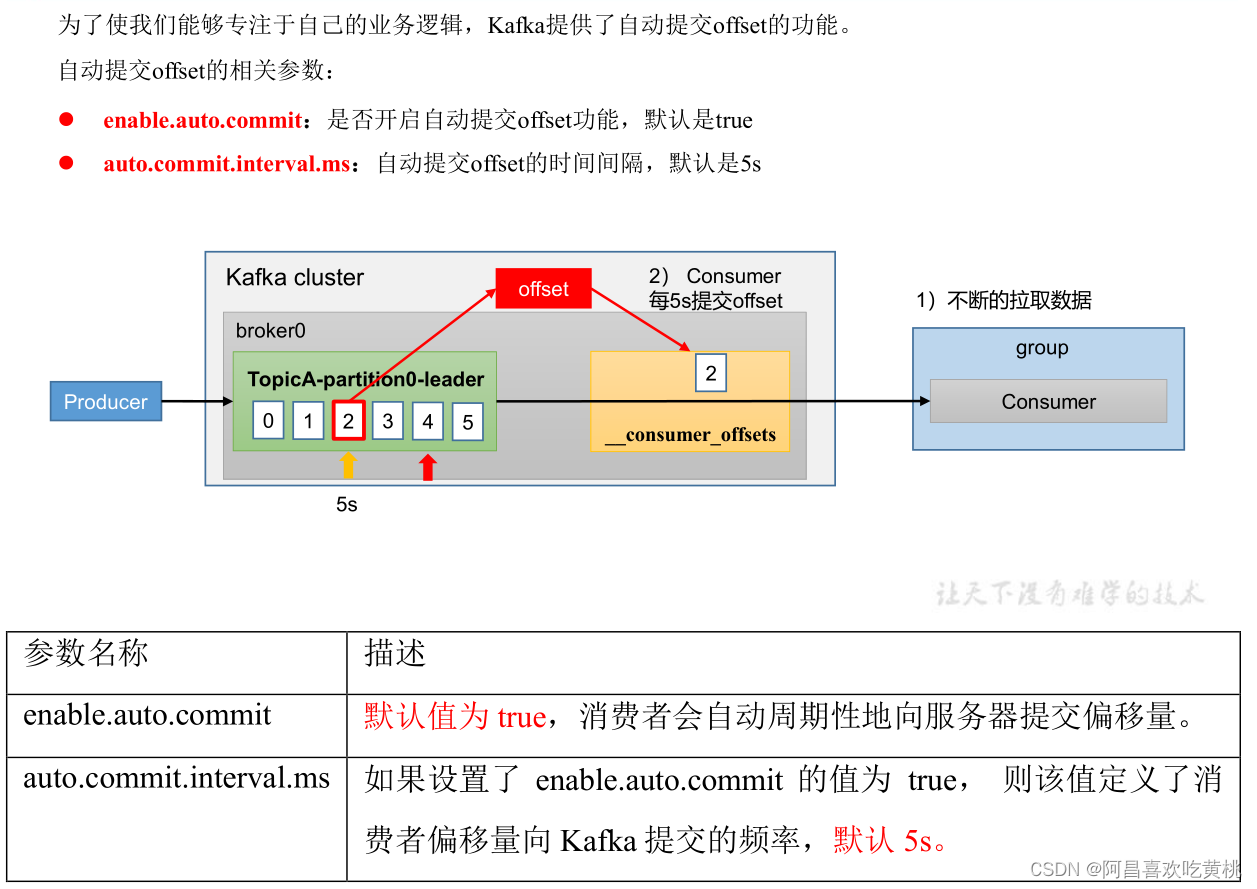 为了使我们能够专注于自己的业务逻辑，Kafka提供了自动提交offset的功能。
自动提交offset的相关参数：
● enable.auto.commit：是否开启自动提交offset功能，默认是true
● auto.commit.interval.ms：自动提交offset的时间间隔，默认是5s
Kafka cluster
offset
2） Consumer
每5s提交offset
1）不断的拉取数据
broker0
group
TopicA-partition0-leader
2
Producer
0 1 2 3 4 5
Consumer
__consumer_offsets
5s
让天下没有难学的技术
参数名称 描述
enable.auto.commit 默认值为 true，消费者会自动周期性地向服务器提交偏移量。
auto.commit.interval.ms 如果设置了 enable.auto.commit 的值为 true， 则该值定义了消
费者偏移量向 Kafka 提交的频率，默认 5s。
CSDN @阿昌喜欢吃黄桃